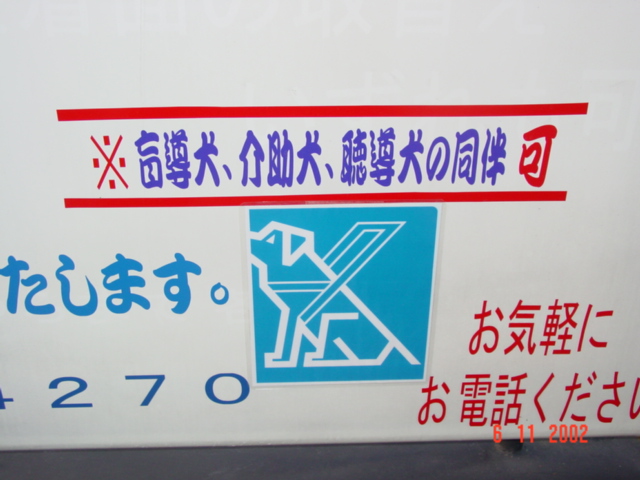 ※盲導犬、介助犬、聴導犬の同伴 可
たします。
4270
お気軽に
お電話ください
6 11 2002